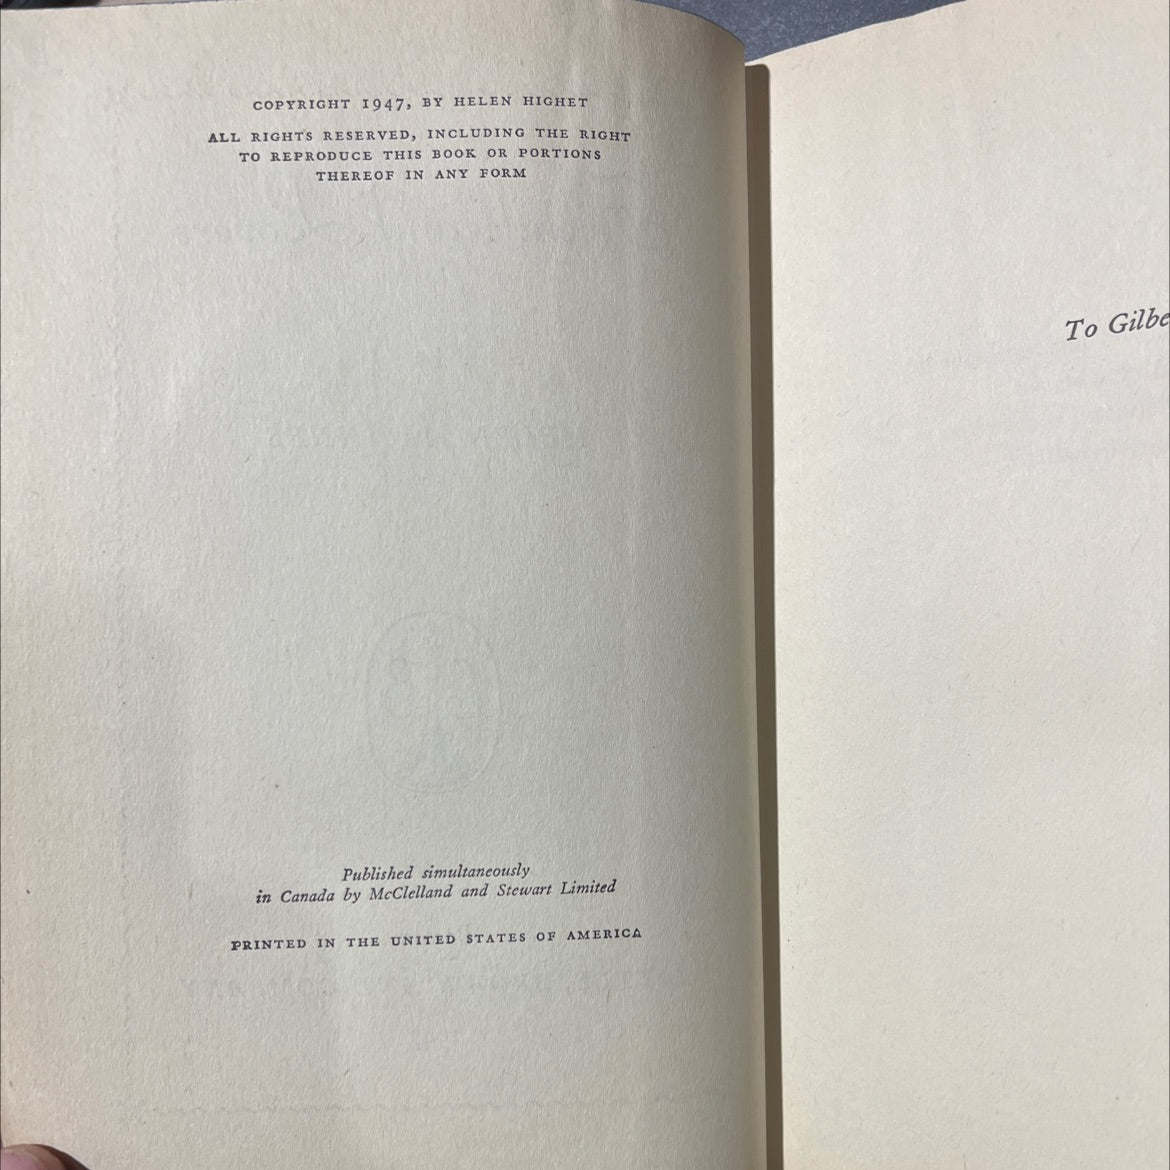 COPYRIGHT 1947, BY HELEN HIGHET
ALL RIGHTS RESERVED, INCLUDING THE RIGHT
TO REPRODUCE THIS BOOK OR PORTIONS
THEREOF IN ANY FORM
Published simultaneously
in Canada by McClelland and Stewart Limited
PRINTED IN THE UNITED STATES OF AMERICA
To Gilbe